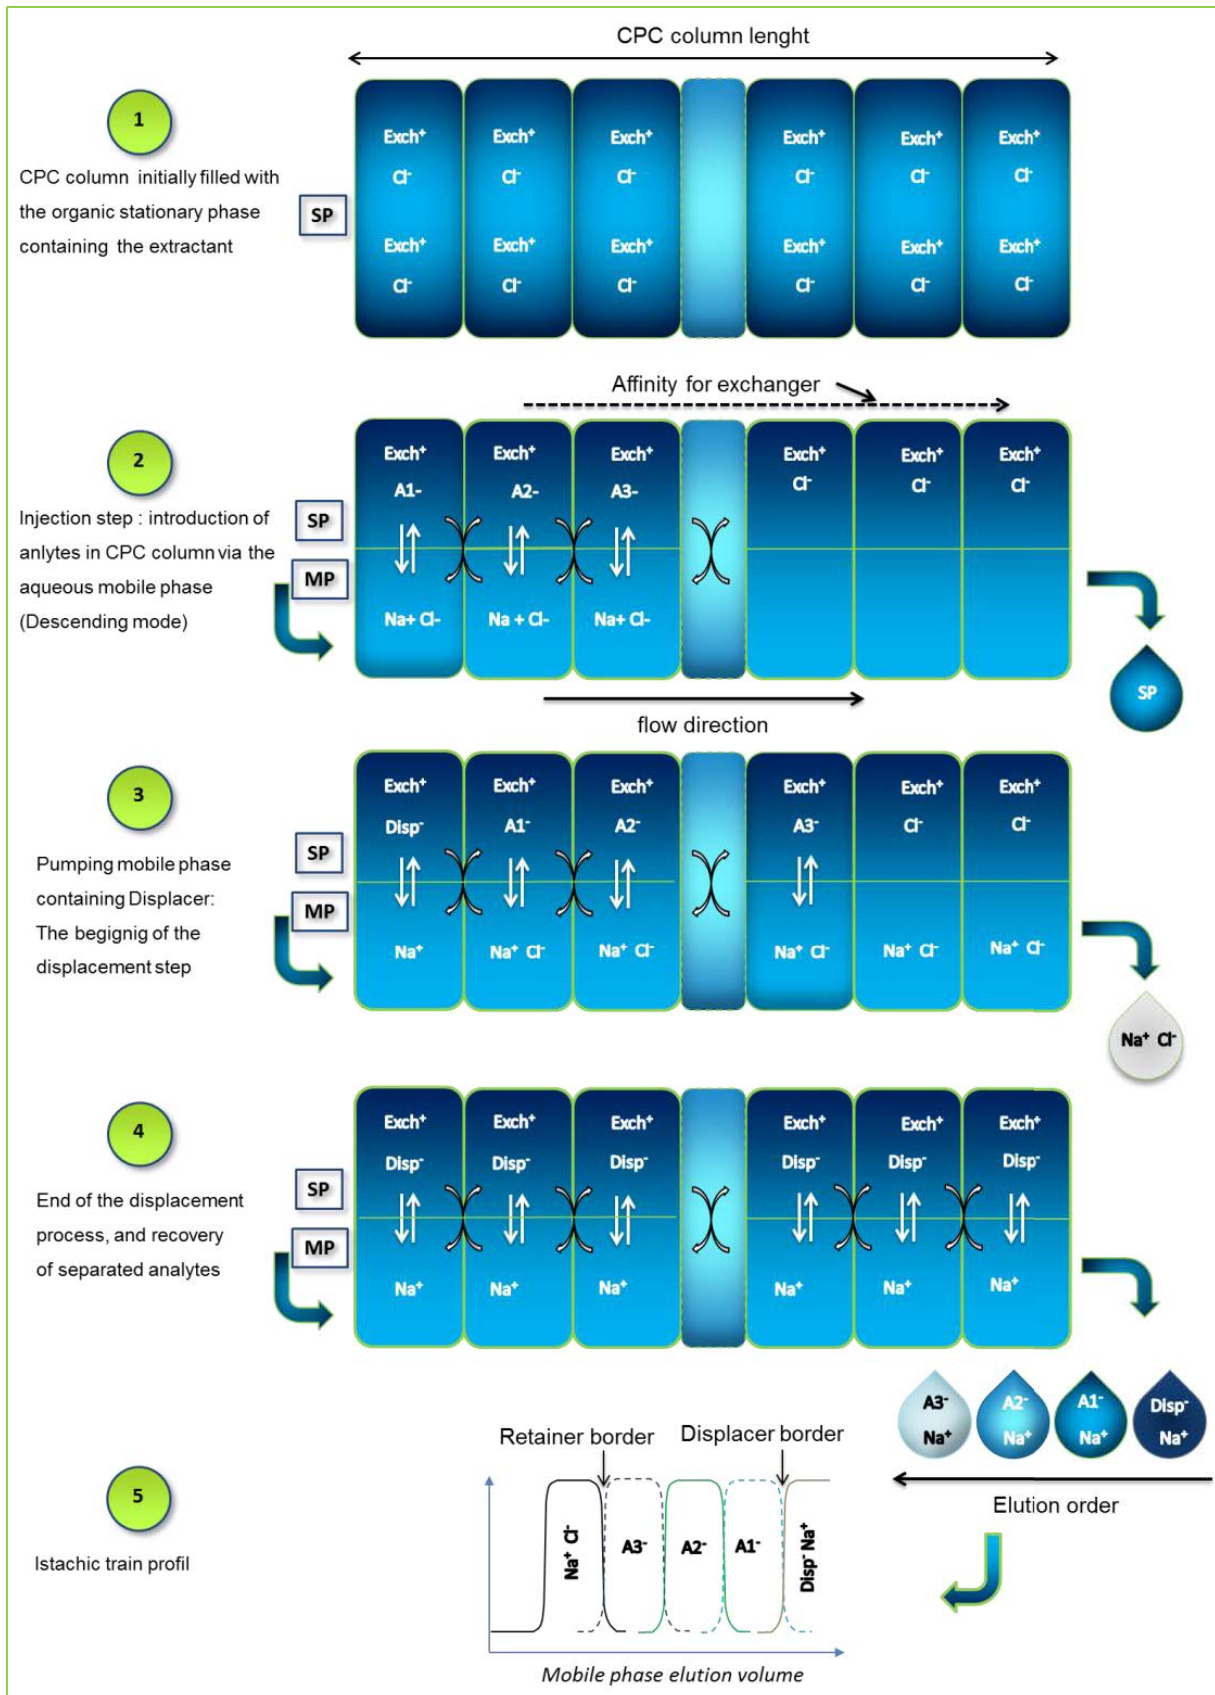 CPC column lenght
1
CPC column initially filled with
the organic stationary phase
containing the extractant
SP
Exch⁺ Exch⁺ Exch⁺ Exch⁺ Exch⁺ Exch⁺
Cl⁻ Cl⁻ Cl⁻ Cl⁻ Cl⁻ Cl⁻
Exch⁺ Exch⁺ Exch⁺ Exch⁺ Exch⁺ Exch⁺
Cl⁻ Cl⁻ Cl⁻ Cl⁻ Cl⁻ Cl⁻
Affinity for exchanger
2
Injection step : introduction of
anlytes in CPC column via the
aqueous mobile phase
(Descending mode)
SP
MP
Exch⁺ Exch⁺ Exch⁺ Exch⁺ Exch⁺ Exch⁺
A1- A2- A3- Cl⁻ Cl⁻ Cl⁻
Na+ Cl- Na + Cl- Na+ Cl-
SP
flow direction
3
Pumping mobile phase
containing Displacer:
The begignig of the
displacement step
SP
MP
Exch⁺ Exch⁺ Exch⁺ Exch⁺ Exch⁺ Exch⁺
Disp⁻ A1⁻ A2⁻ A3⁻ Cl⁻ Cl⁻
Na⁺ Na⁺ Cl⁻ Na⁺ Cl⁻ Na⁺ Cl⁻ Na⁺ Cl⁻ Na⁺ Cl⁻
Na⁺ Cl⁻
4
End of the displacement
process, and recovery
of separated analytes
SP
MP
Exch⁺ Exch⁺ Exch⁺ Exch⁺ Exch⁺ Exch⁺
Disp⁻ Disp⁻ Disp⁻ Disp⁻ Disp⁻ Disp⁻
Na⁺ Na⁺ Na⁺ Na⁺ Na⁺ Na⁺
A3⁻ A2⁻ A1⁻ Disp⁻
Na⁺ Na⁺ Na⁺ Na⁺
Elution order
5
Istachic train profil
Retainer border Displacer border
Na⁺ Cl⁻ A3⁻ A2⁻ A1⁻ Disp⁻ Na⁺
Mobile phase elution volume